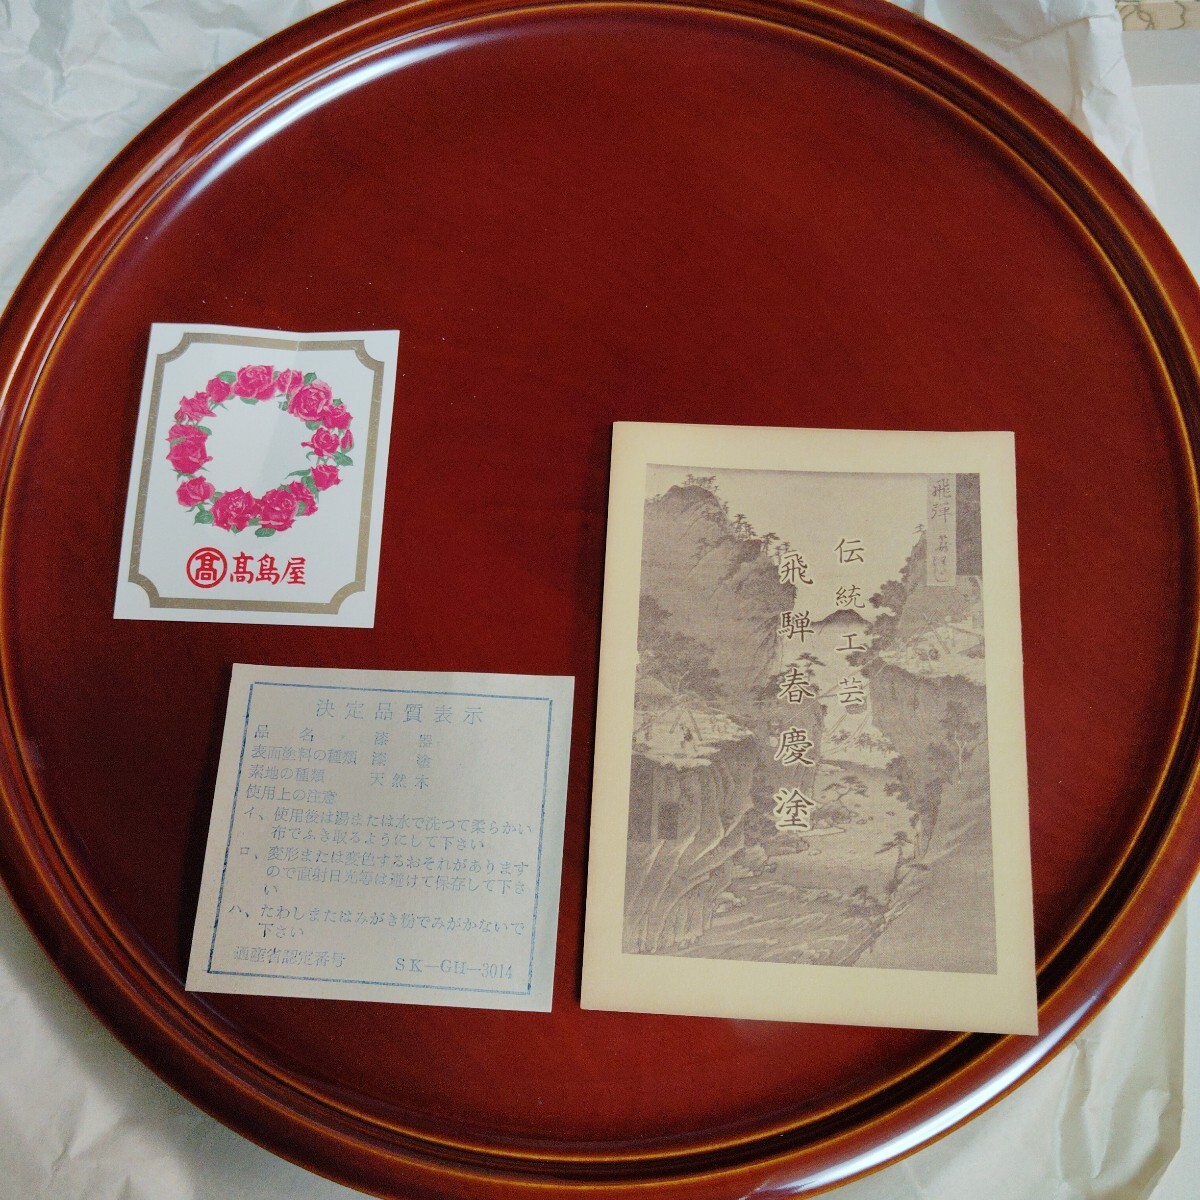 高
髙島屋
決定品質表示
品名 漆器
表面塗料の種類 漆塗
素地の種類 天然木
使用上の注意
イ、使用後は湯または水で洗つて柔らかい
布でふき取るようにして下さい
ロ、変形または変色するおそれがあります
ので直射日光等は避けて保存して下さ
い
ハ、たわしまたはみがき粉でみがかないで
下さい
通産省認定番号 SK—GH—3014
伝統工芸
飛騨春慶塗
飛弾